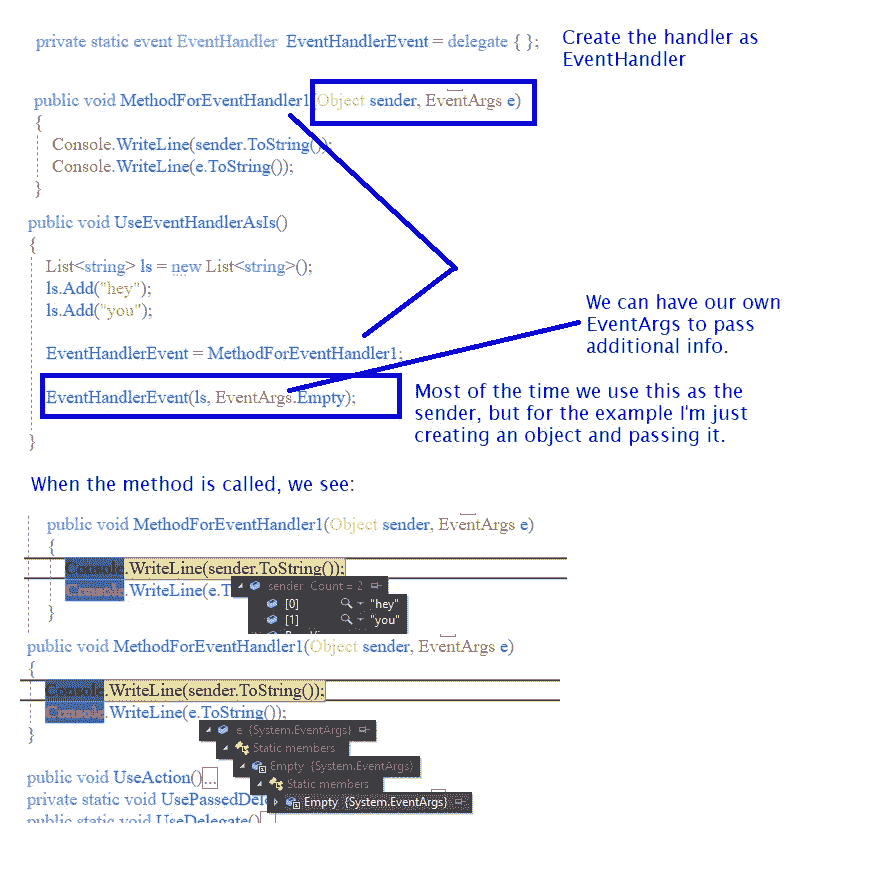 private static event EventHandler EventHandlerEvent = delegate { };
Create the handler as
EventHandler
public void MethodForEventHandler1(Object sender, EventArgs e)
{
Console.WriteLine(sender.ToString());
Console.WriteLine(e.ToString());
}
public void UseEventHandlerAsIs()
{
List<string> ls = new List<string>();
ls.Add("hey");
ls.Add("you");
We can have our own
EventArgs to pass
additional info.
EventHandlerEvent = MethodForEventHandler1;
EventHandlerEvent(ls, EventArgs.Empty);
Most of the time we use this as the
sender, but for the example I'm just
creating an object and passing it.
}
When the method is called, we see:
public void MethodForEventHandler1(Object sender, EventArgs e)
{
Console.WriteLine(sender.ToString());
Console.WriteLine(e.T
sender Count = 2
[0] "hey"
[1] "you"
}
public void MethodForEventHandler1(Object sender, EventArgs e)
{
Console.WriteLine(sender.ToString());
Console.WriteLine(e.ToString());
}
e {System.EventArgs}
Static members
Empty {System.EventArgs}
Static members
Empty {System.EventArgs}
public void UseAction()...
private static void UsePassedDele
public static void UseDelegate()